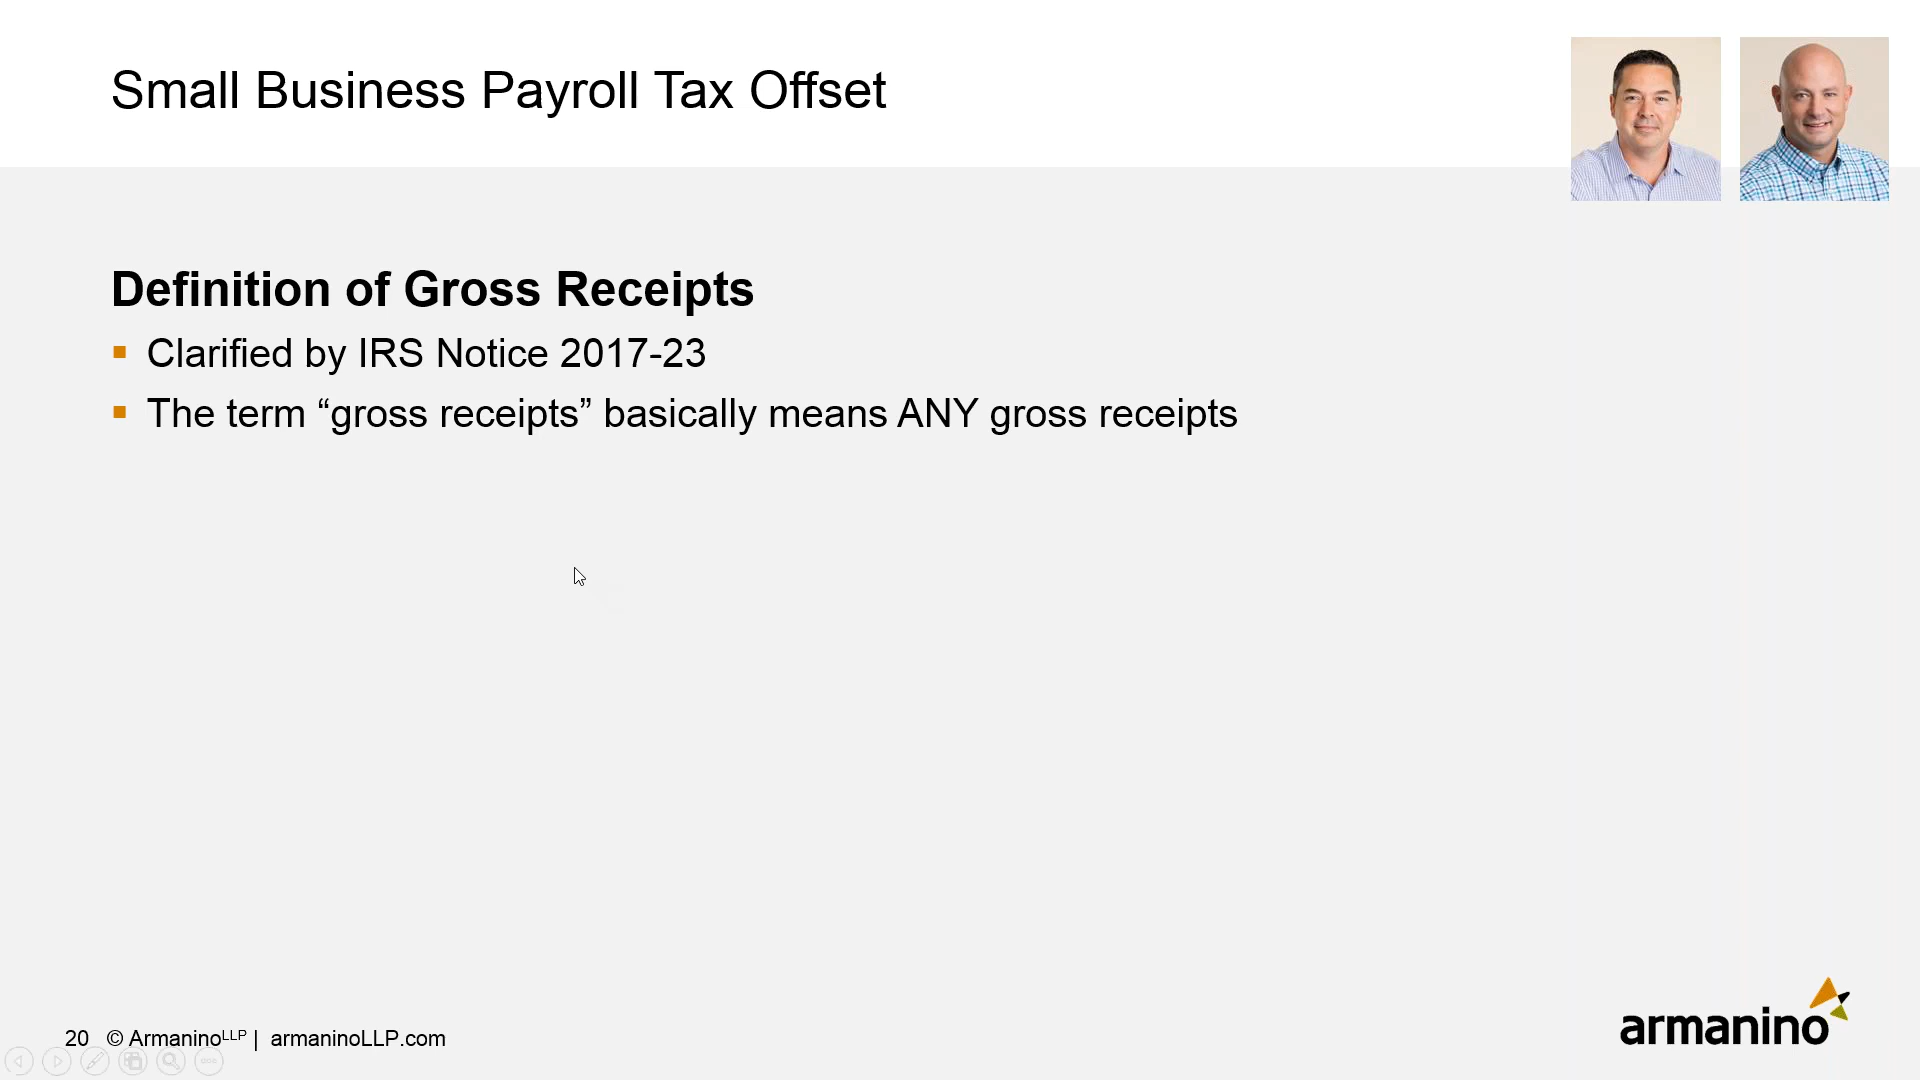 Small Business Payroll Tax Offset
Definition of Gross Receipts
▪ Clarified by IRS Notice 2017-23
▪ The term “gross receipts” basically means ANY gross receipts
20 © ArmaninoLLP | armaninoLLP.com
armanino